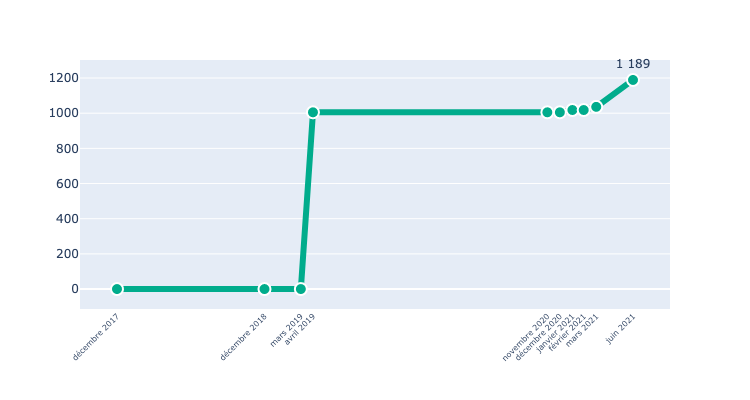 1 189
1200
1000
800
600
400
200
0
décembre 2017
décembre 2018
mars 2019
avril 2019
novembre 2020
décembre 2020
janvier 2021
février 2021
mars 2021
juin 2021